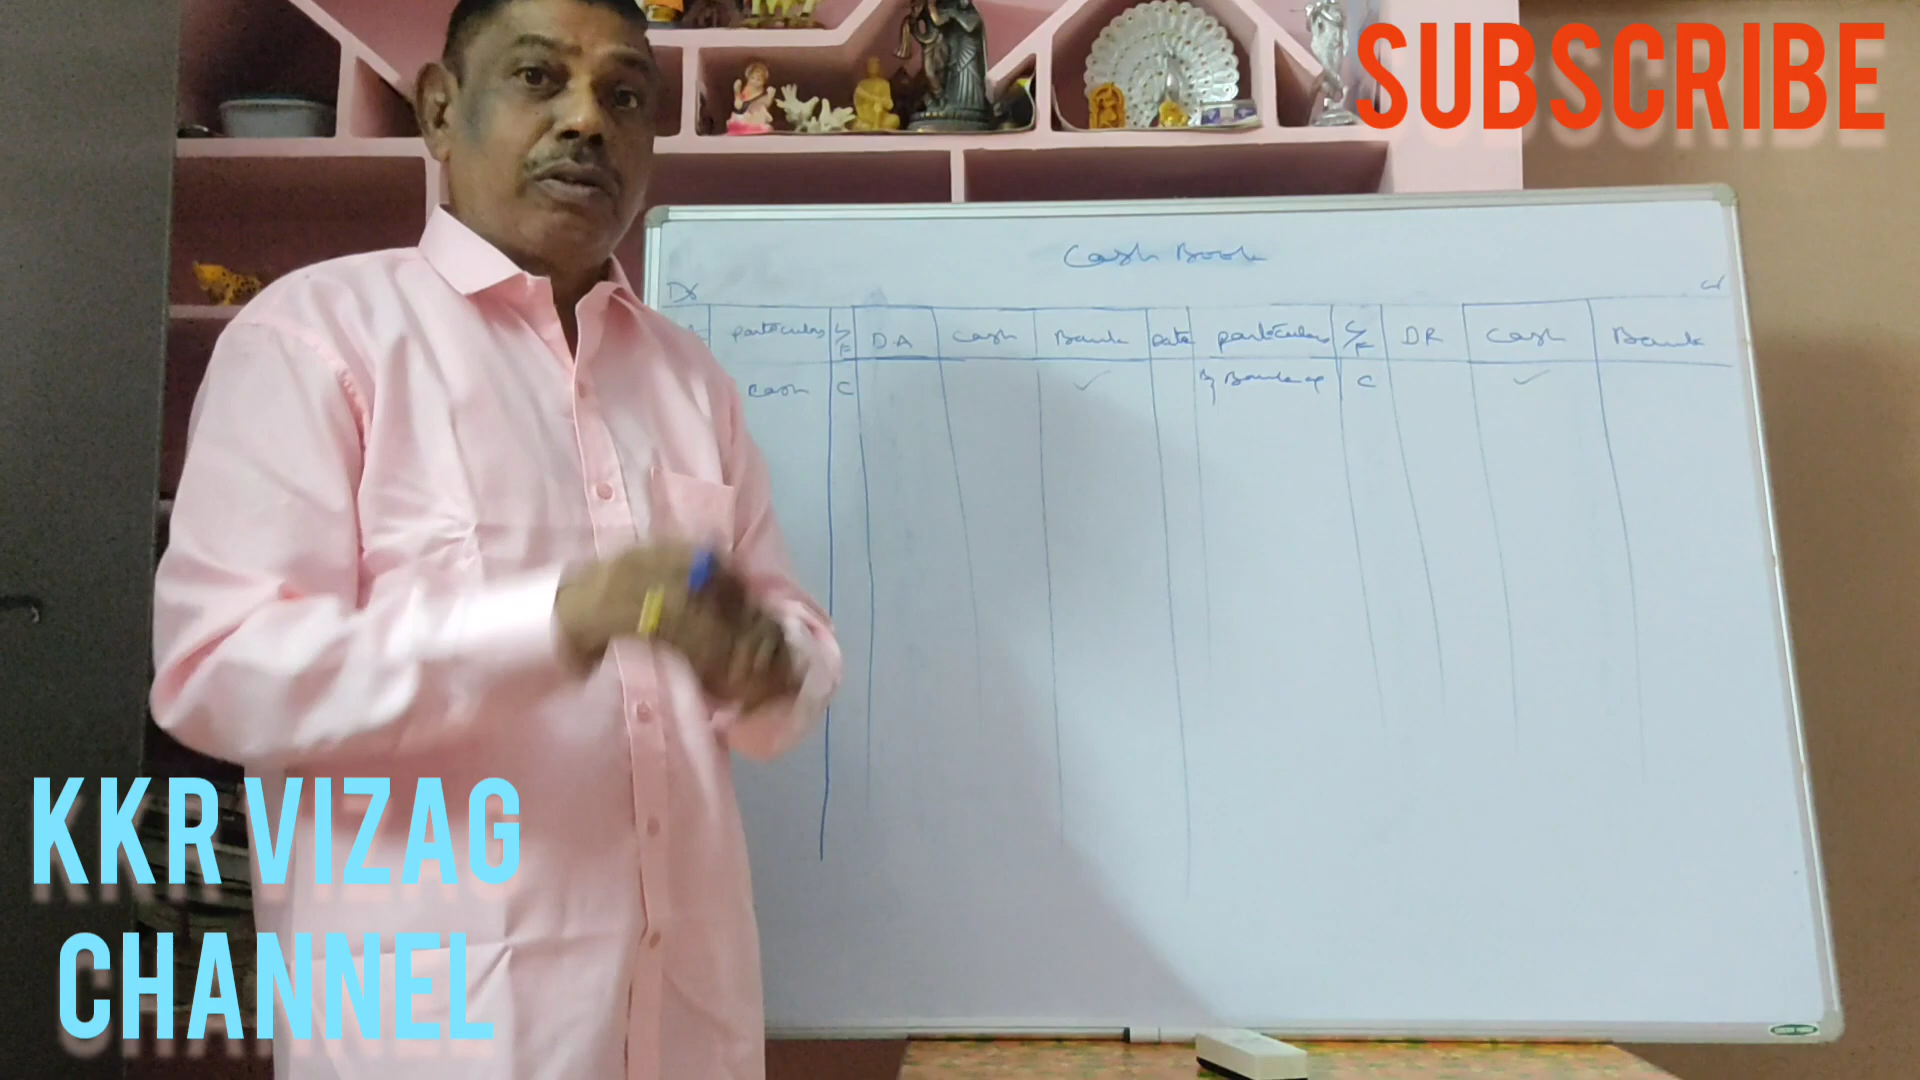 SUBSCRIBE
Cash Book
Dr Cr
particulars L/F D.A Cash Bank Date particulars L/F DR Cash Bank
Cash C ✓ By Bank C ✓
KKR VIZAG
CHANNEL